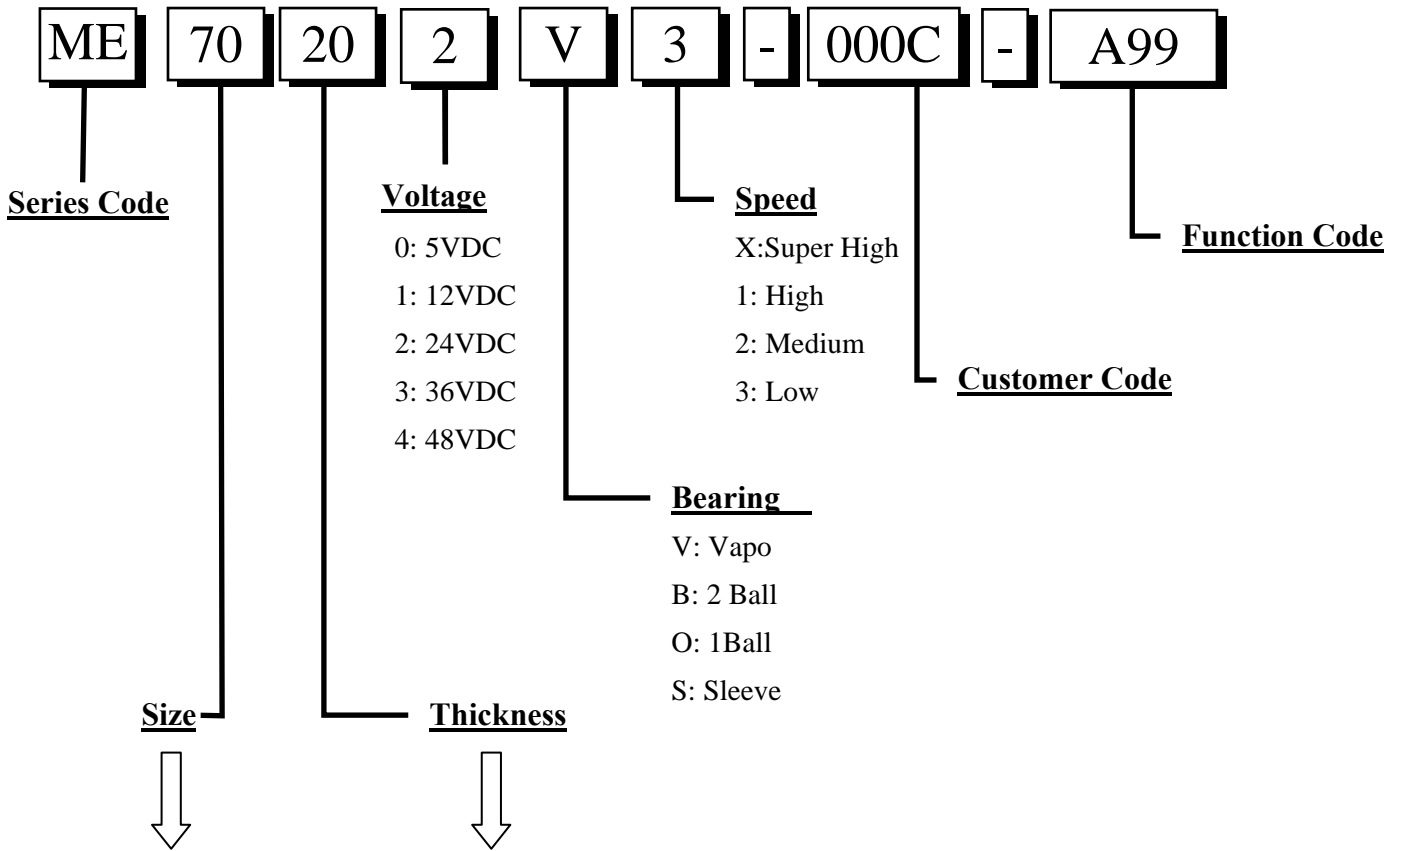 ME 70 20 2 V 3 - 000C - A99
Series Code
Voltage
0: 5VDC
1: 12VDC
2: 24VDC
3: 36VDC
4: 48VDC
Speed
X:Super High
1: High
2: Medium
3: Low
Function Code
Customer Code
Bearing
V: Vapo
B: 2 Ball
O: 1Ball
S: Sleeve
Size
Thickness